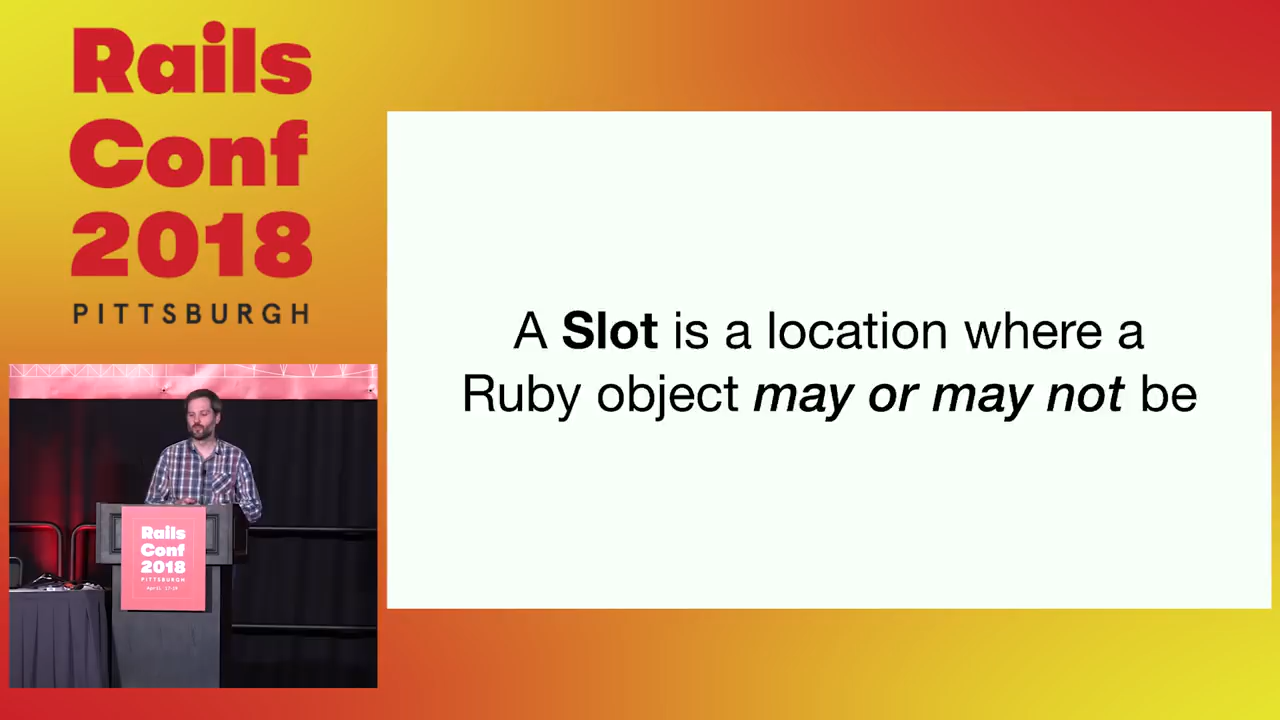 Rails
Conf
2018
PITTSBURGH
A Slot is a location where a
Ruby object may or may not be
Rails
Conf
2018
PITTSBURGH